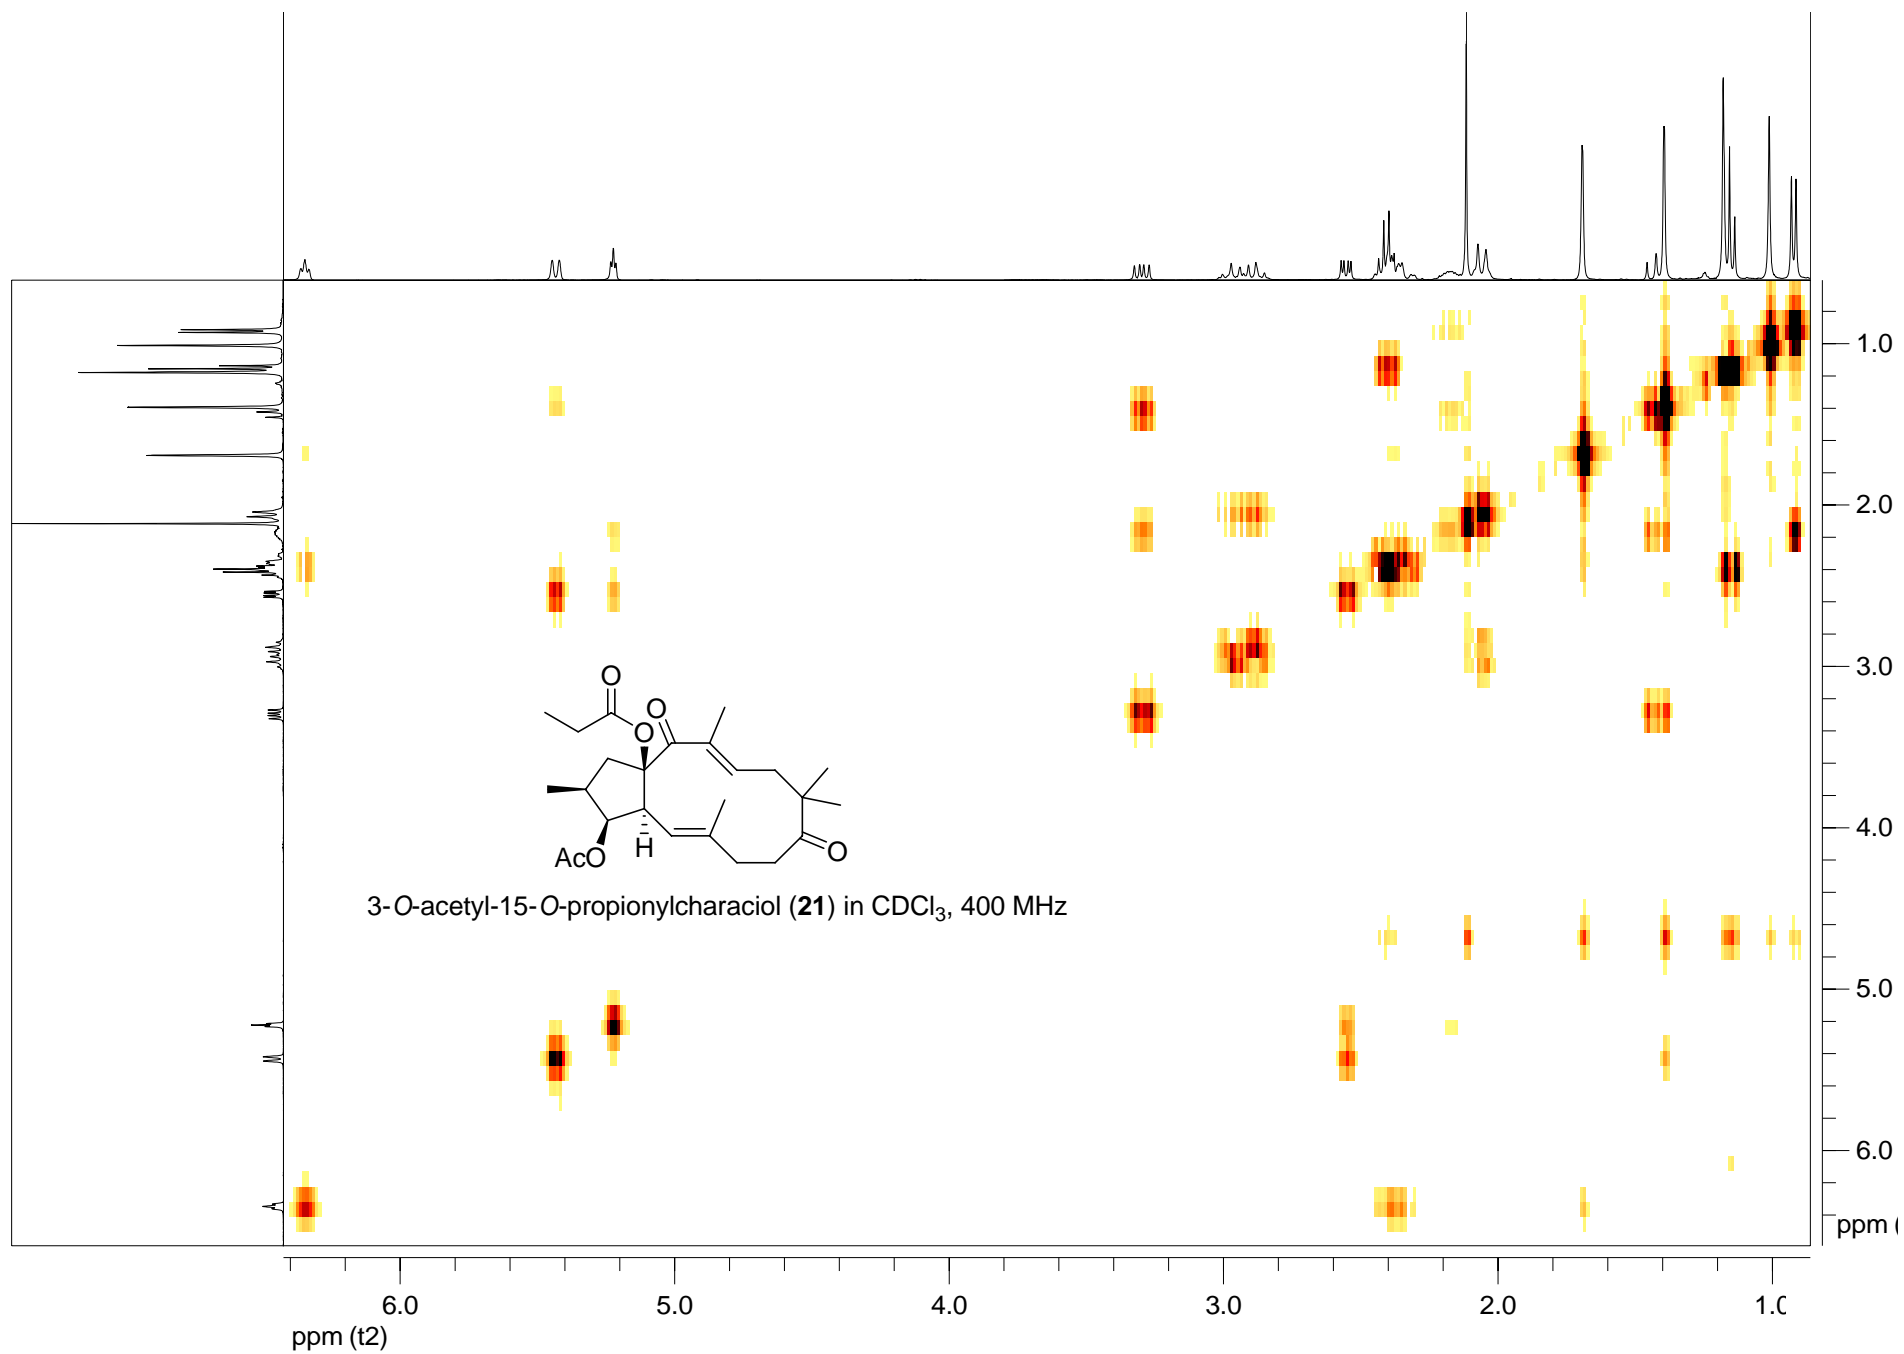 1.0
2.0
3.0
O
O
O
4.0
O
H
AcO
3-O-acetyl-15-O-propionylcharaciol (21) in CDCl3, 400 MHz
5.0
6.0
ppm (
6.0 5.0 4.0 3.0 2.0
ppm (t2)